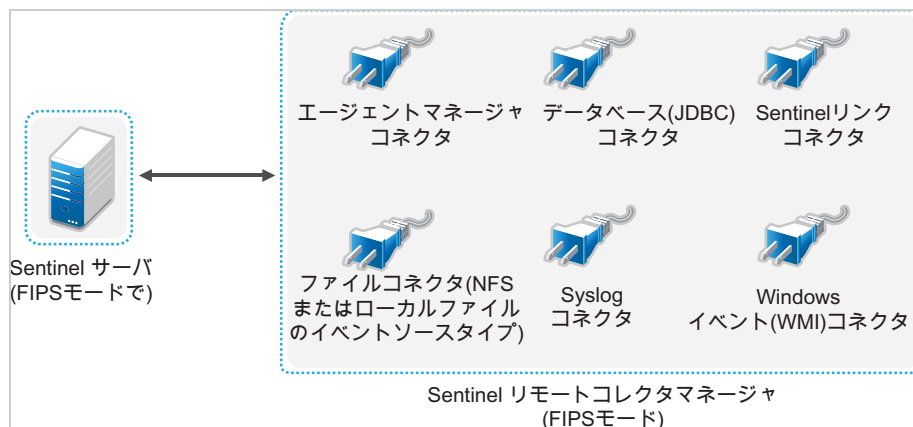 エージェントマネージャ
コネクタ
データベース(JDBC)
コネクタ
Sentinelリンク
コネクタ
Sentinel サーバ
(FIPSモードで)
ファイルコネクタ(NFS
またはローカルファイル
のイベントソースタイプ)
Syslog
コネクタ
Windows
イベント(WMI)コネクタ
Sentinel リモートコレクタマネージャ
(FIPSモード)